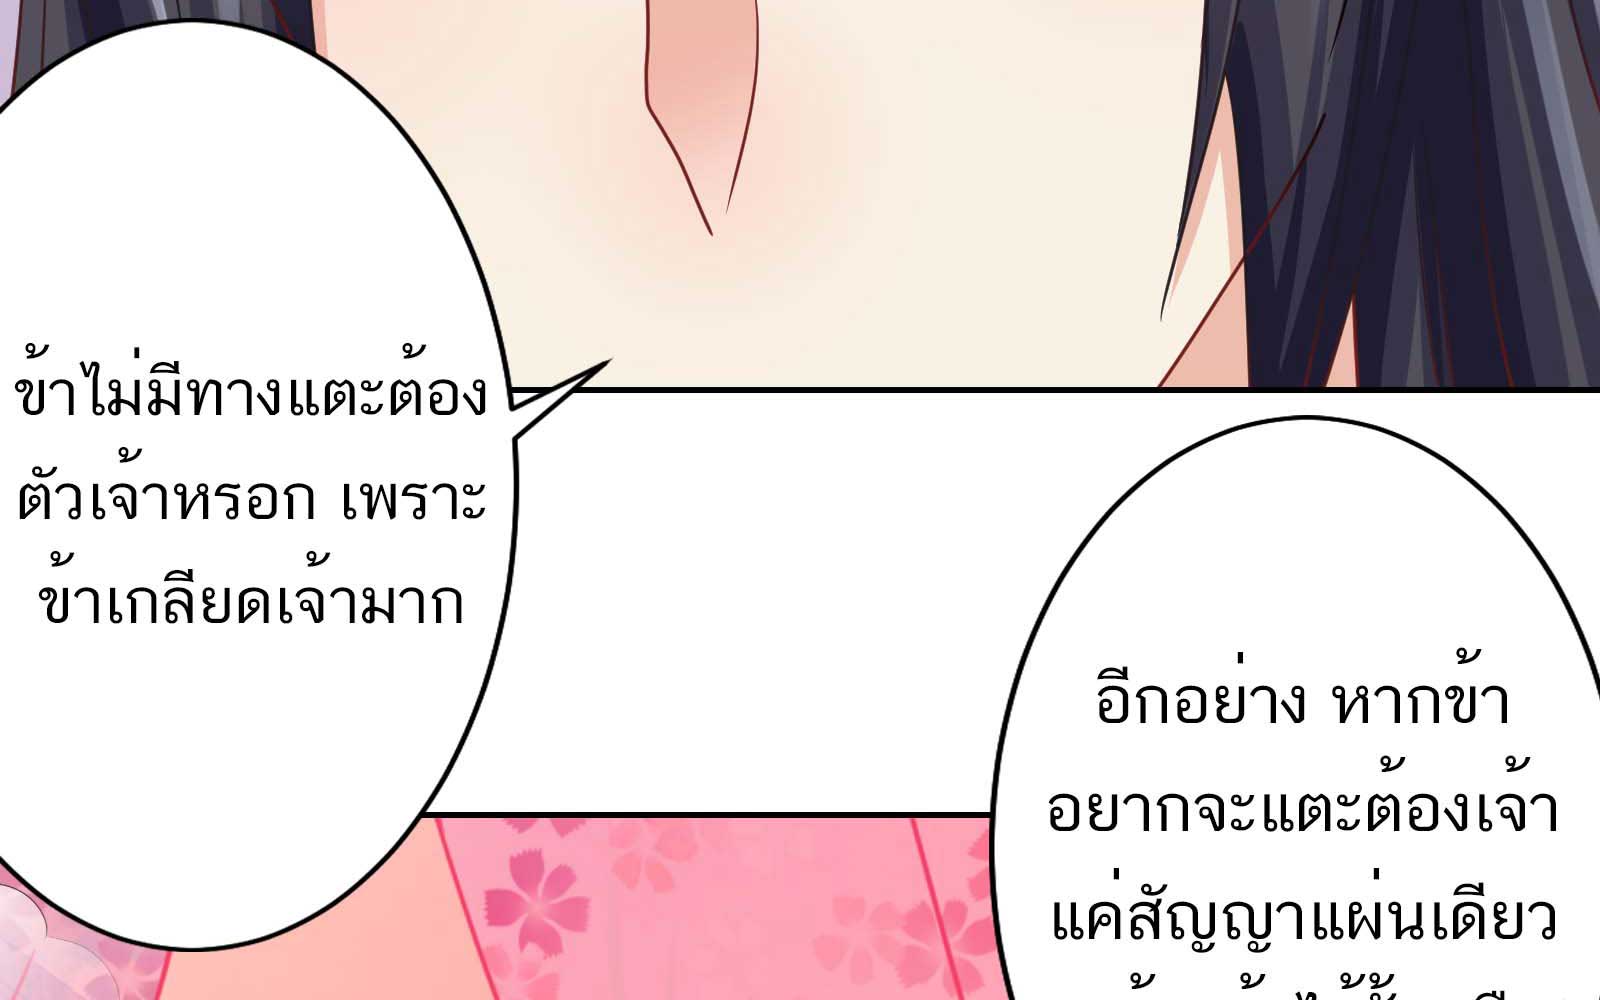 ข้าไม่มีทางแตะต้อง
ตัวเจ้าหรอก เพราะ
ข้าเกลียดเจ้ามาก
อีกอย่าง หากข้า
อยากจะแตะต้องเจ้า
แค่สัญญาแผ่นเดียว